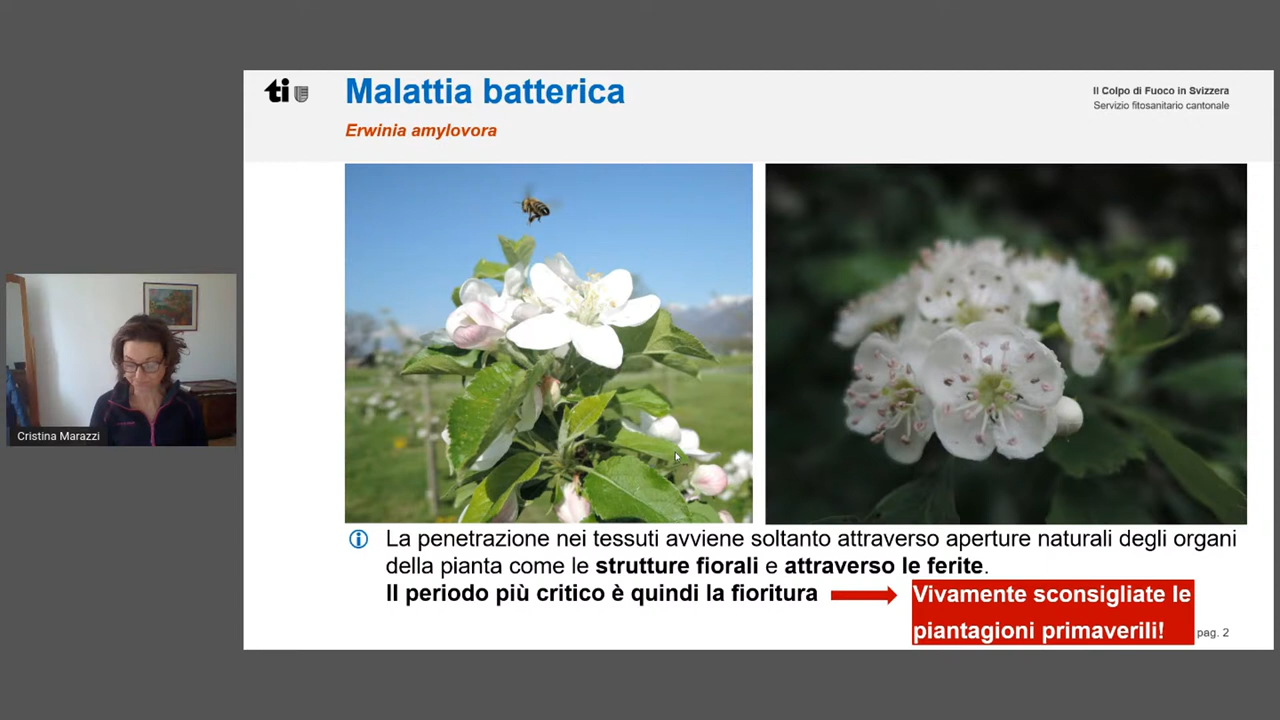 ti
Malattia batterica
Erwinia amylovora
Il Colpo di Fuoco in Svizzera
Servizio fitosanitario cantonale
Cristina Marazzi
La penetrazione nei tessuti avviene soltanto attraverso aperture naturali degli organi
della pianta come le strutture fiorali e attraverso le ferite.
Il periodo più critico è quindi la fioritura
Vivamente sconsigliate le
piantagioni primaverili!
pag. 2